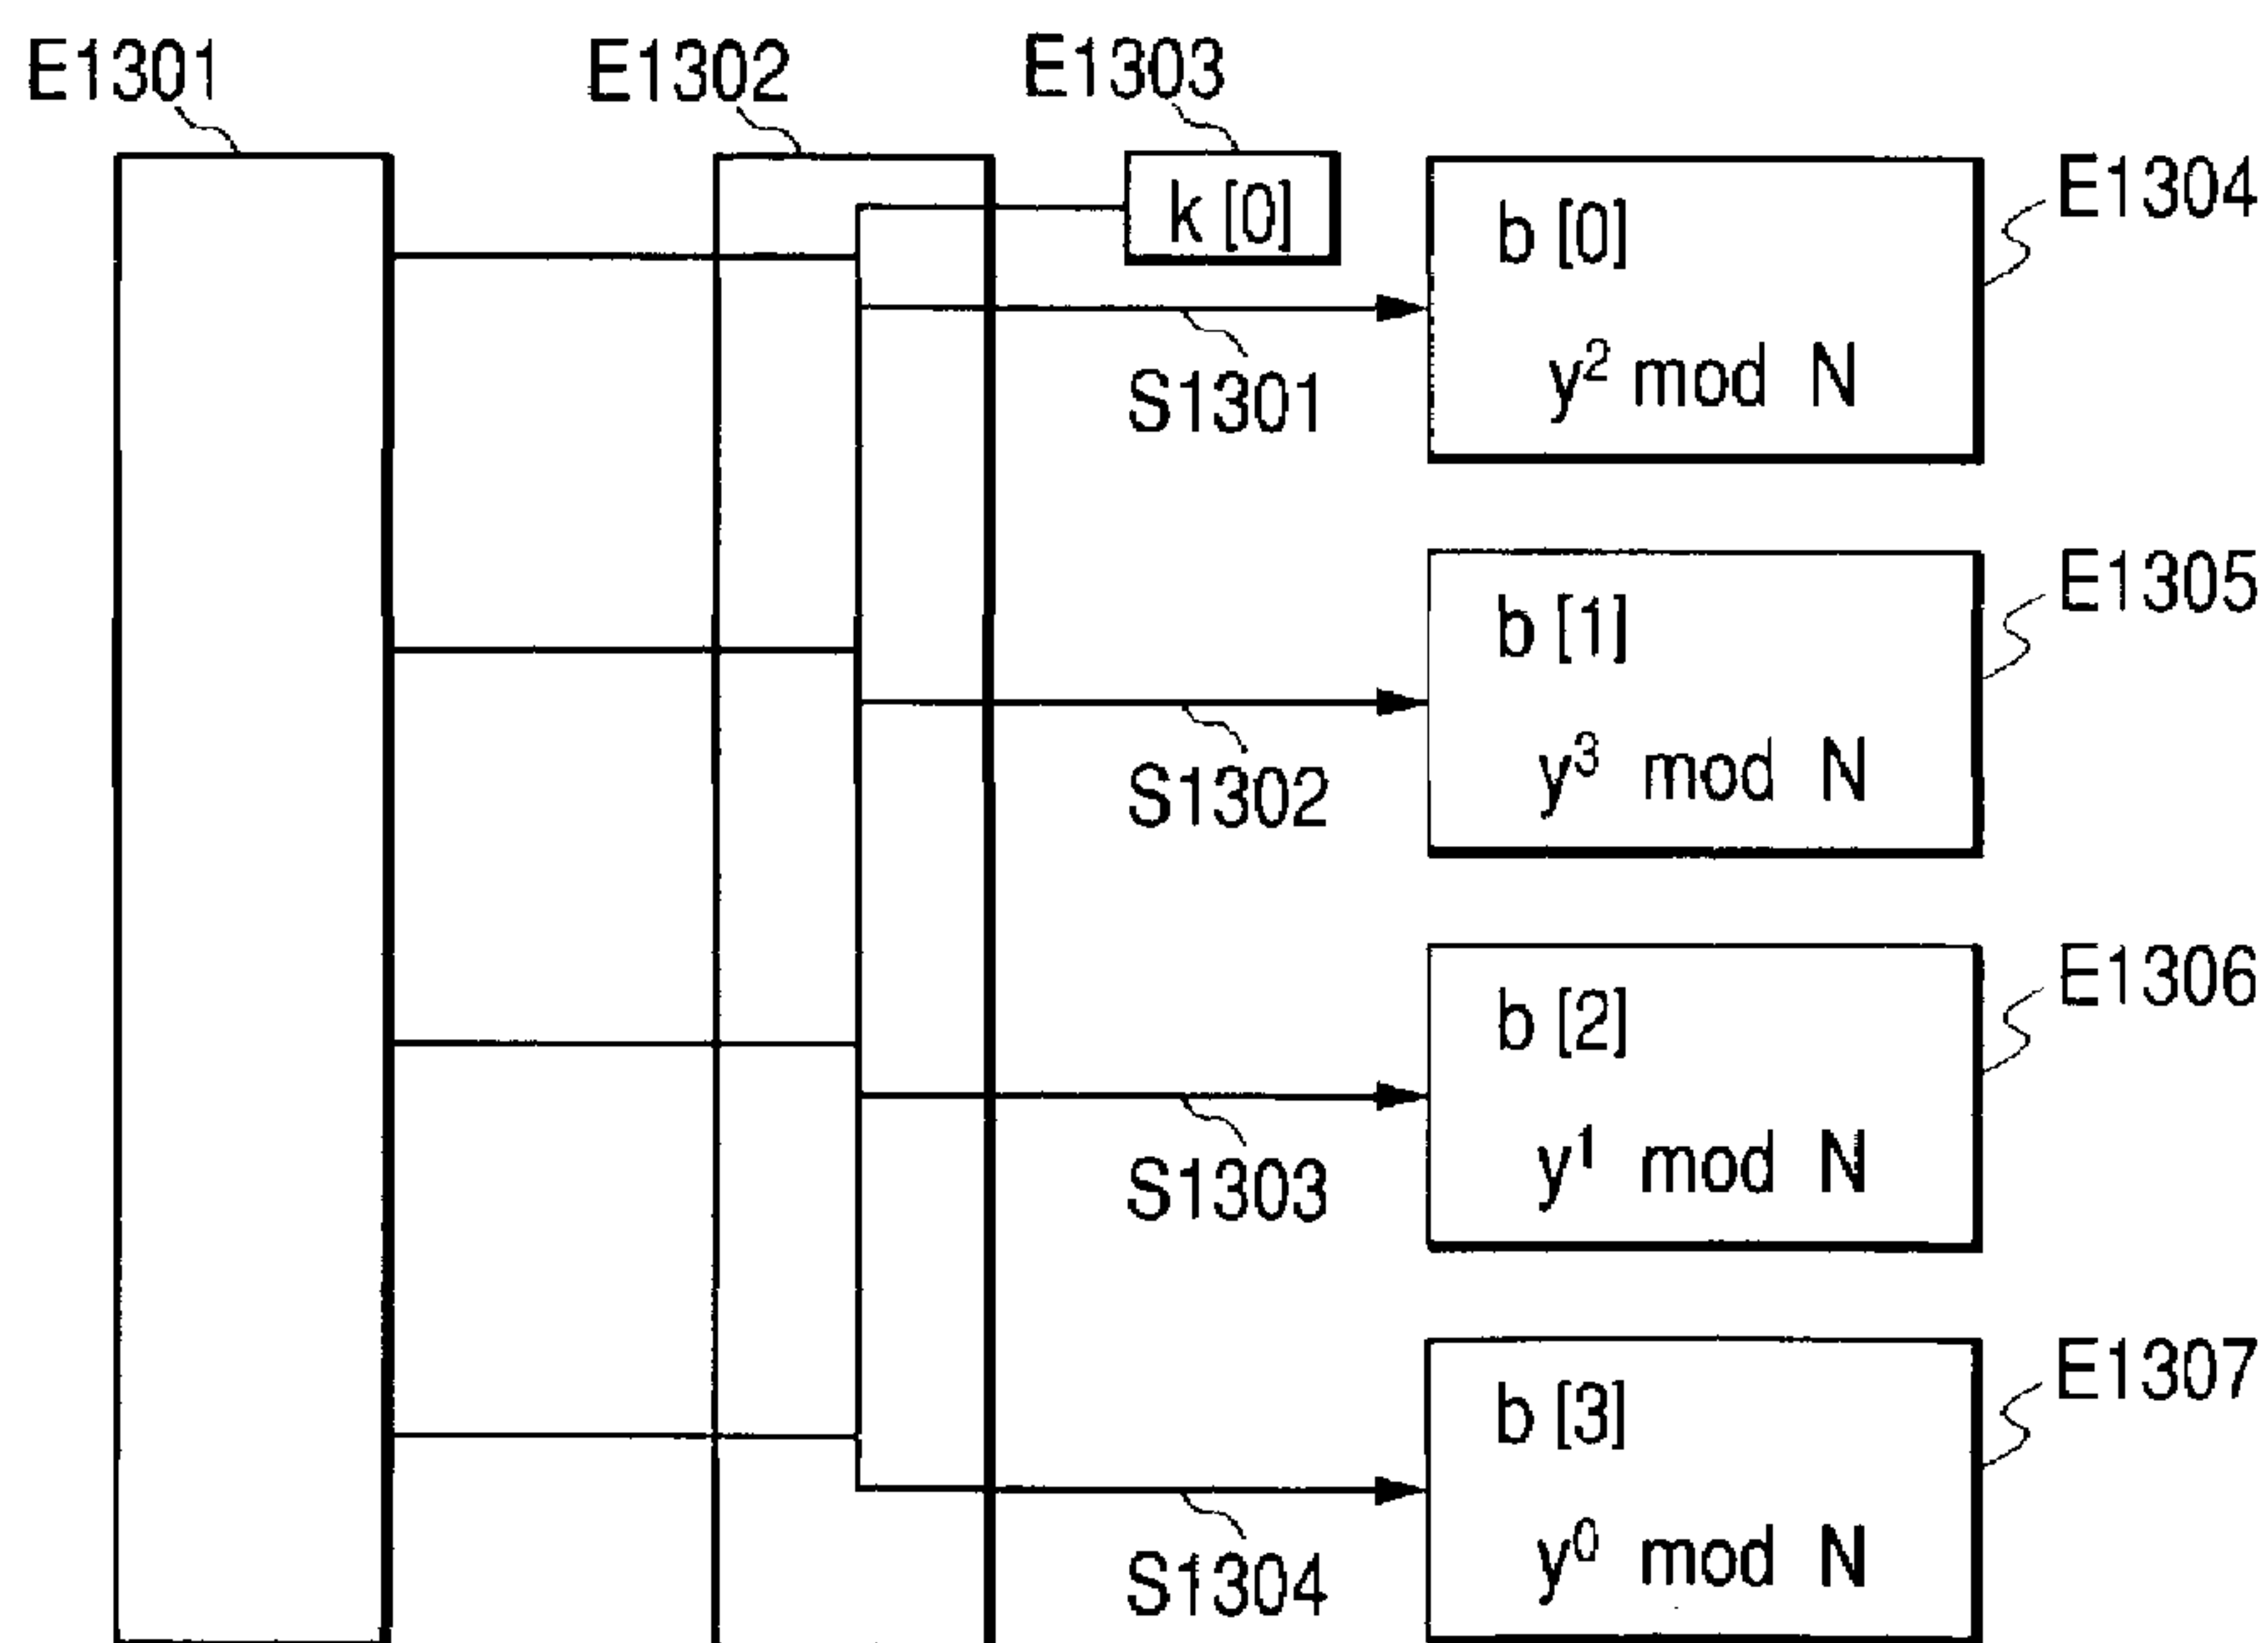 E1301
E1302
E1303
k [0]
E1304
b [0]
y² mod N
S1301
E1305
b [1]
y³ mod N
S1302
E1306
b [2]
y¹ mod N
S1303
E1307
b [3]
y⁰ mod N
S1304